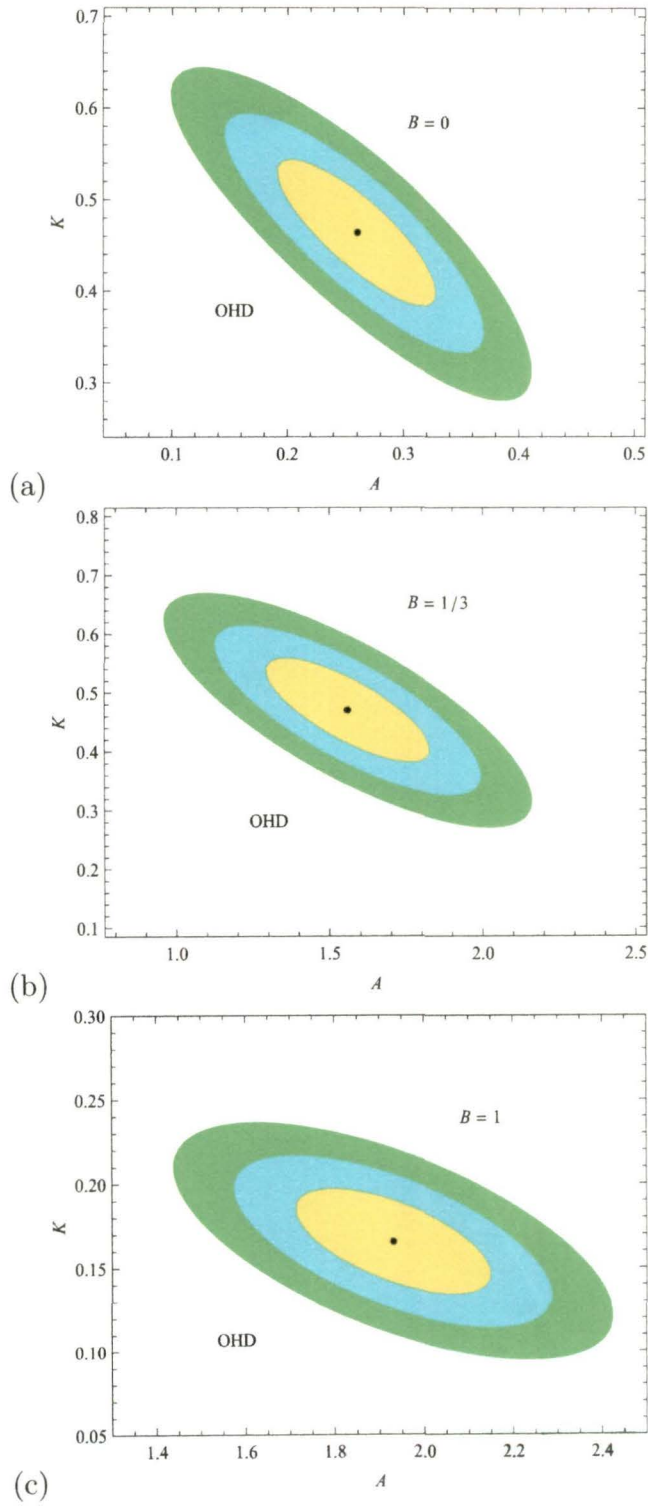 0.7
0.6
B = 0
0.5
K
0.4
OHD
0.3
0.1 0.2 0.3 0.4 0.5
(a)
A
0.8
0.7
B = 1/3
0.6
0.5
K
0.4
0.3
OHD
0.2
0.1
1.0 1.5 2.0 2.5
(b)
A
0.30
0.25
B = 1
0.20
K
0.15
0.10
OHD
0.05
1.4 1.6 1.8 2.0 2.2 2.4
(c)
A